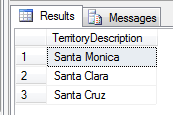 Results Messages
TerritoryDescription
1 Santa Monica
2 Santa Clara
3 Santa Cruz